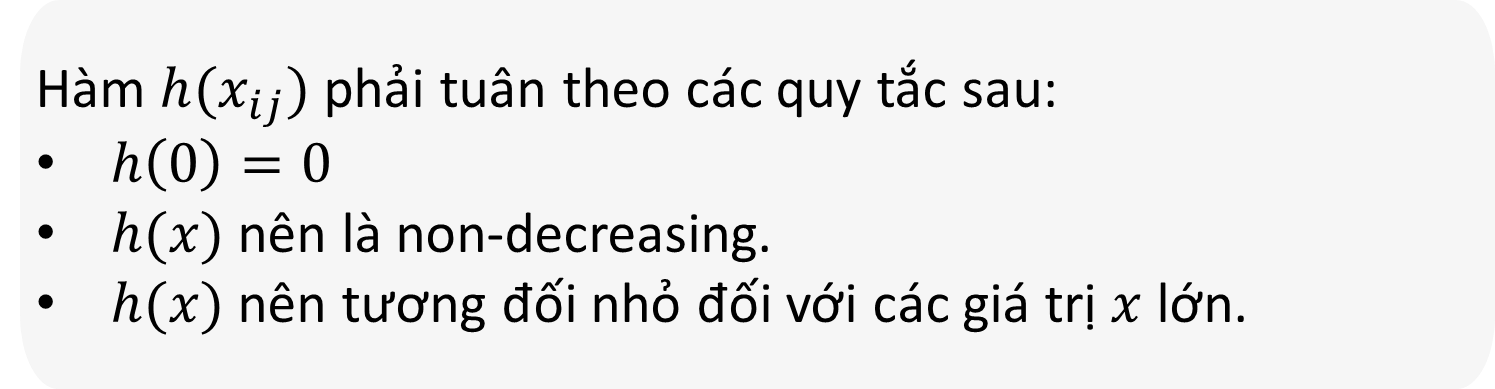 Hàm ℎ(𝑥ᵢⱼ) phải tuân theo các quy tắc sau:
• ℎ(0) = 0
• ℎ(𝑥) nên là non-decreasing.
• ℎ(𝑥) nên tương đối nhỏ đối với các giá trị 𝑥 lớn.